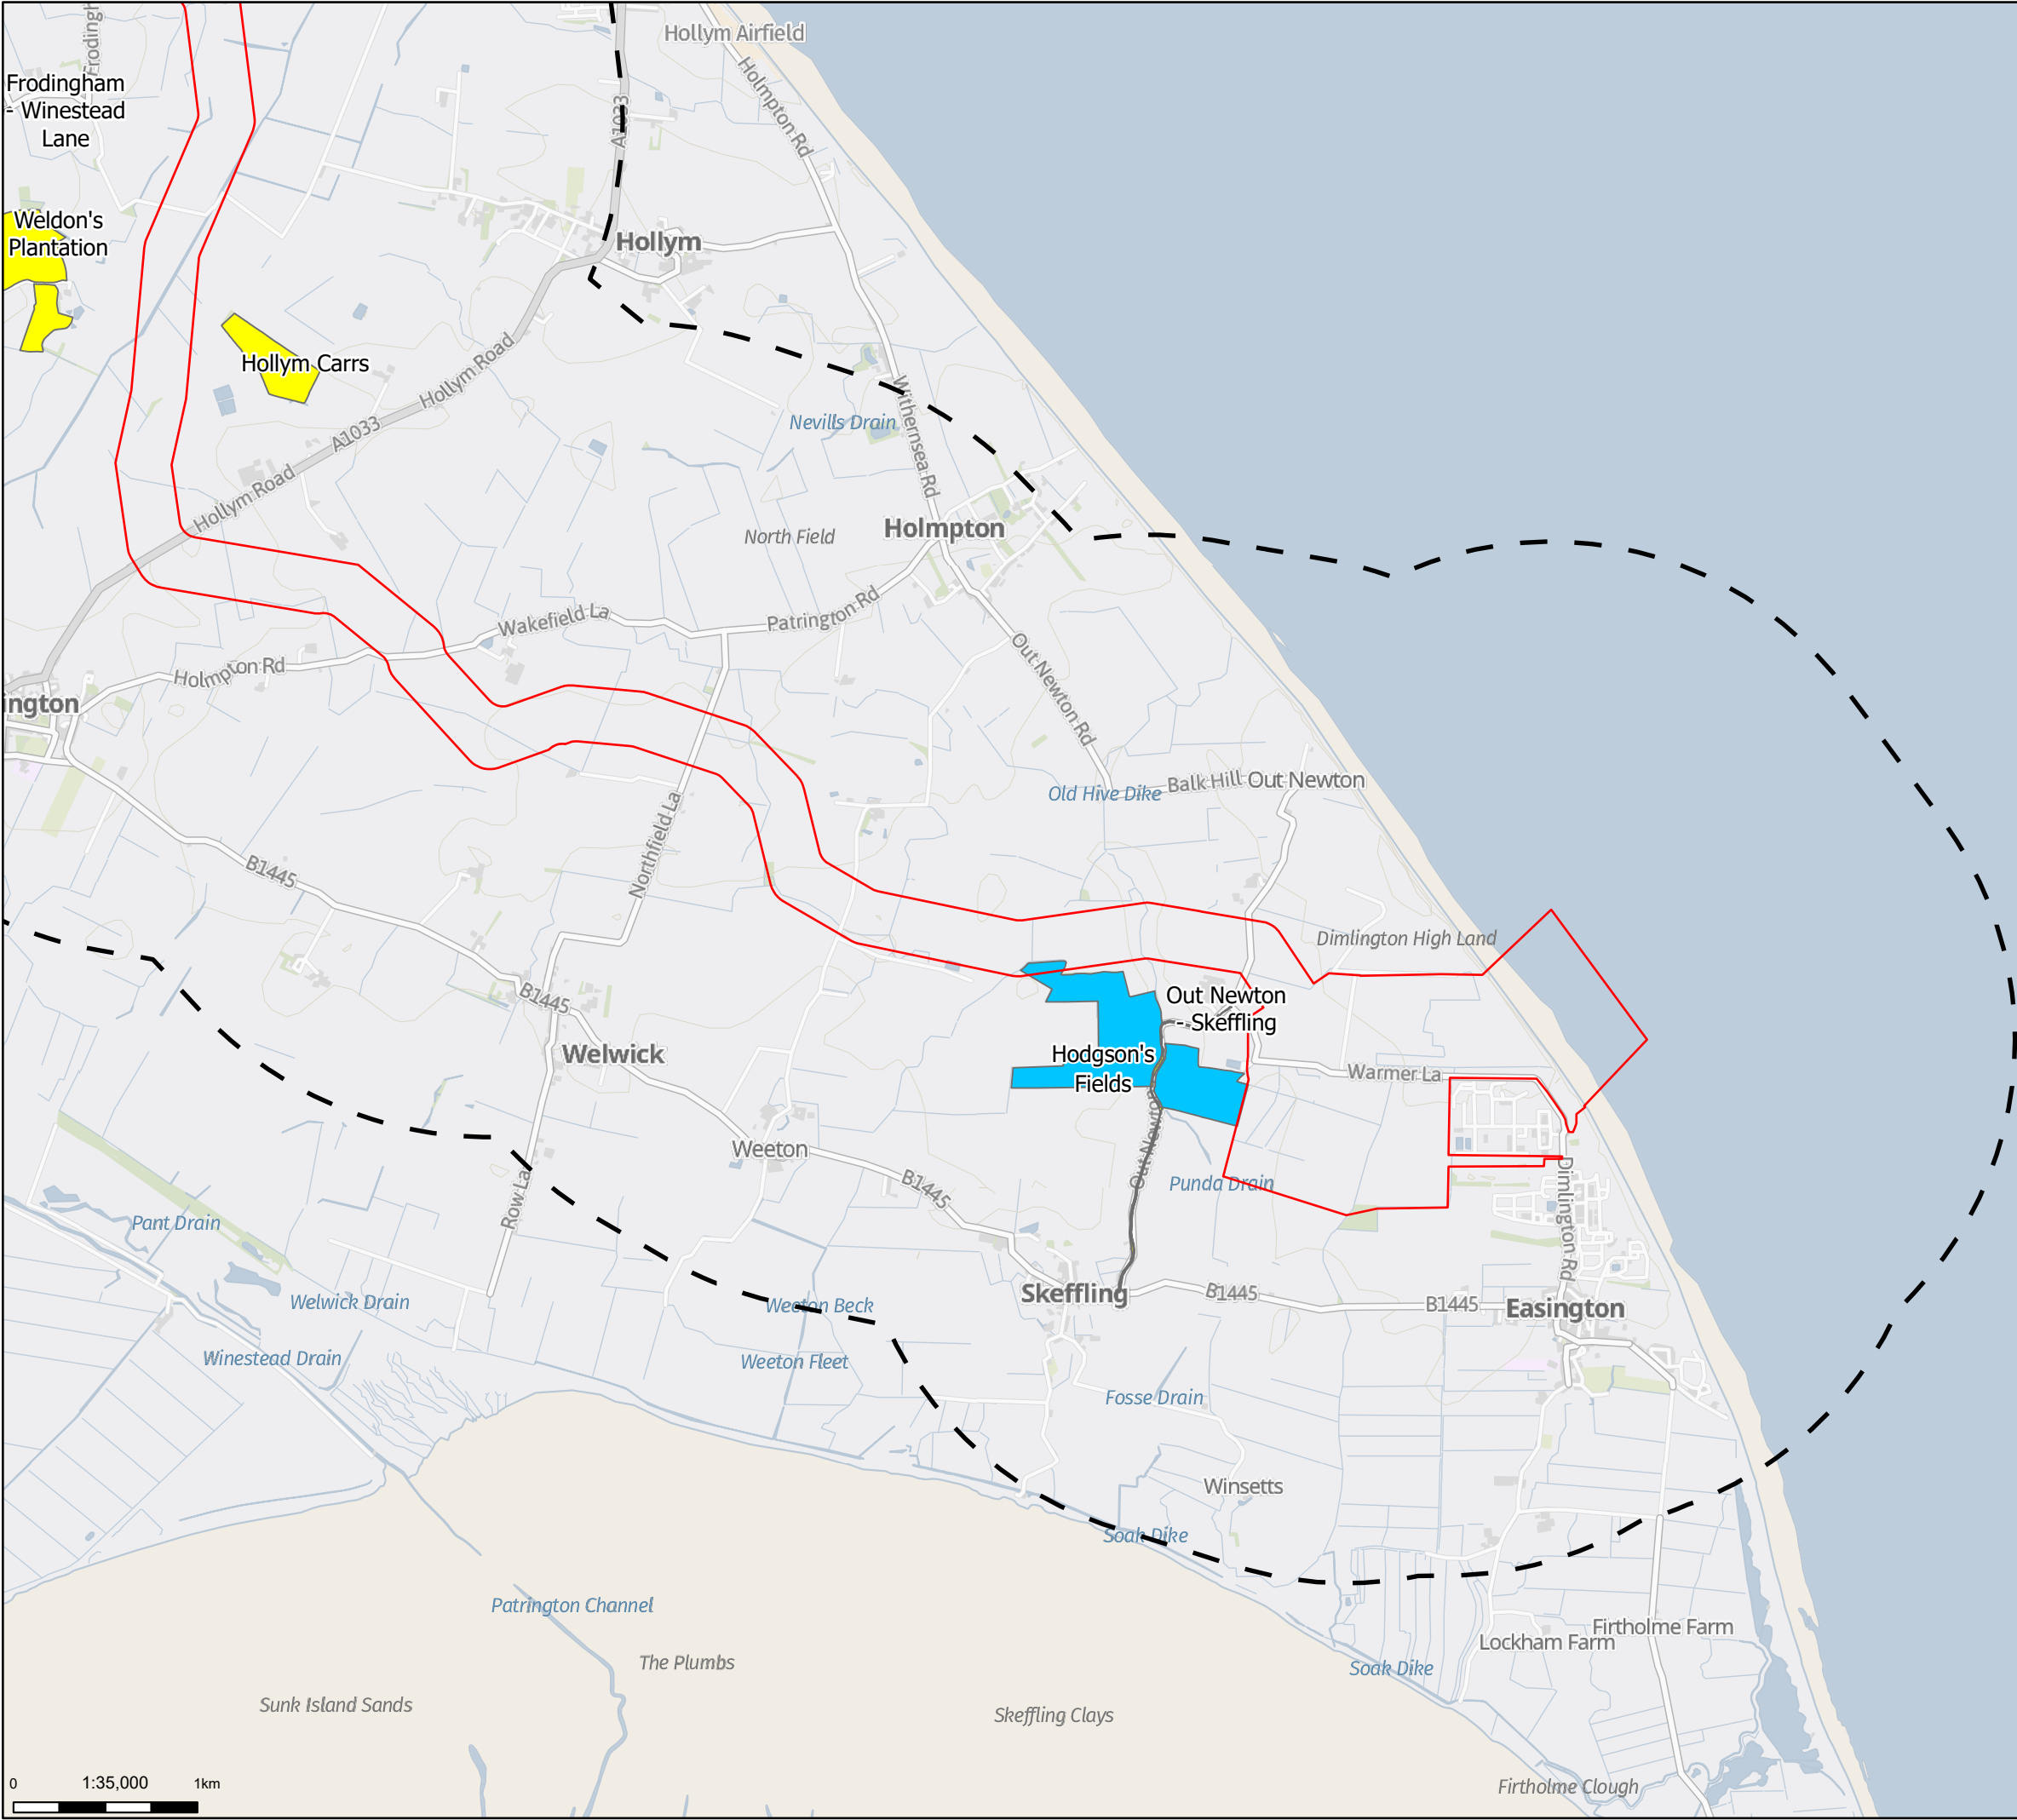 Frodingh
Hollym Airfield
Holmpton Rd
A1033
Frodingham
- Winestead
Lane
Weldon's
Plantation
Hollym
Hollym Carrs
Hollym Road
A1033
Hollym Road
Withernsea Rd
Nevills Drain
North Field
Holmpton
Wakefield La
Patrington Rd
Holmpton Rd
Out Newton Rd
ington
Old Hive Dike
Balk Hill
Out Newton
Northfield La
B1445
Dimlington High Land
B1445
Out Newton
- Skeffling
Welwick
Hodgson's
Fields
Warmer La
Out Newton
Weeton
B1445
Punda Drain
Row La
Dimlington Rd
Pant Drain
Welwick Drain
Weeton Beck
Skeffling
B1445
B1445
Easington
Winestead Drain
Weeton Fleet
Fosse Drain
Winsetts
Soak Dike
Patrington Channel
Firtholme Farm
Lockham Farm
The Plumbs
Soak Dike
Sunk Island Sands
Skeffling Clays
Firtholme Clough
0 1:35,000 1km